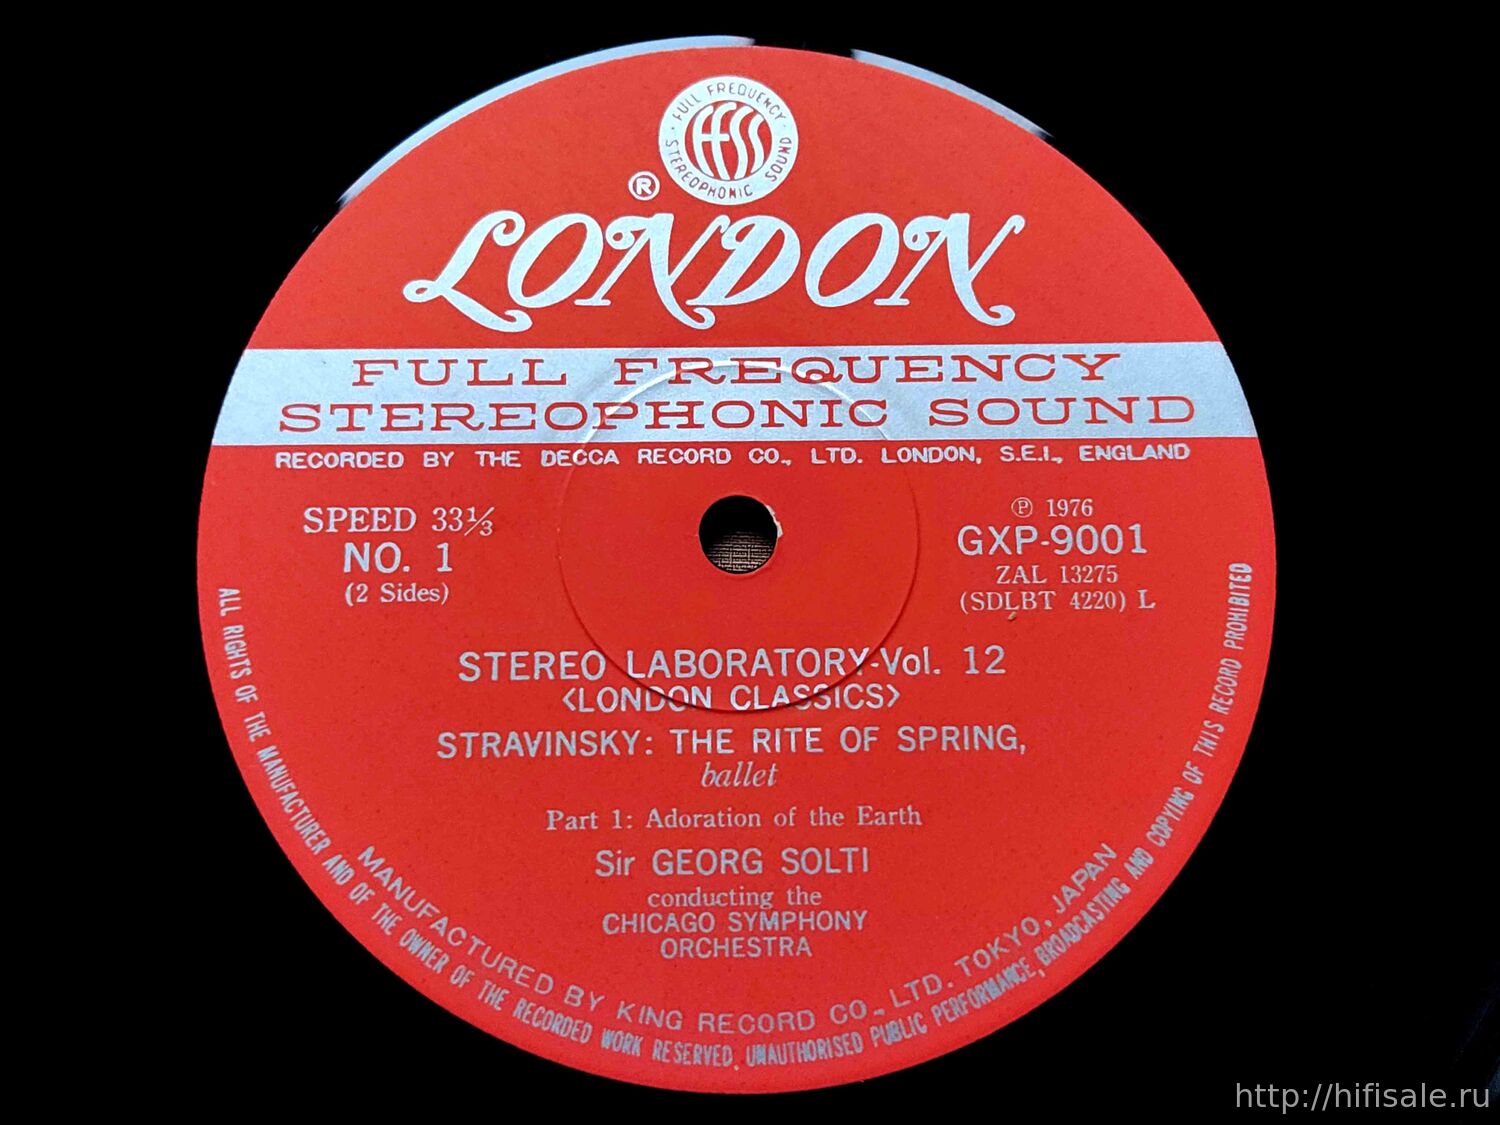 FULL FREQUENCY
STEREOPHONIC SOUND
ffss
®
LONDON
FULL FREQUENCY
STEREOPHONIC SOUND
RECORDED BY THE DECCA RECORD CO., LTD. LONDON, S.E.I., ENGLAND
SPEED 33⅓
NO. 1
(2 Sides)
℗ 1976
GXP-9001
ZAL 13275
(SDLBT 4220) L
STEREO LABORATORY-Vol. 12
<LONDON CLASSICS>
STRAVINSKY: THE RITE OF SPRING,
ballet
Part 1: Adoration of the Earth
Sir GEORG SOLTI
conducting the
CHICAGO SYMPHONY
ORCHESTRA
MANUFACTURED BY KING RECORD CO., LTD. TOKYO, JAPAN
ALL RIGHTS OF THE MANUFACTURER AND OF THE OWNER OF THE RECORDED WORK RESERVED. UNAUTHORISED PUBLIC PERFORMANCE, BROADCASTING AND COPYING OF THIS RECORD PROHIBITED
http://hifisale.ru